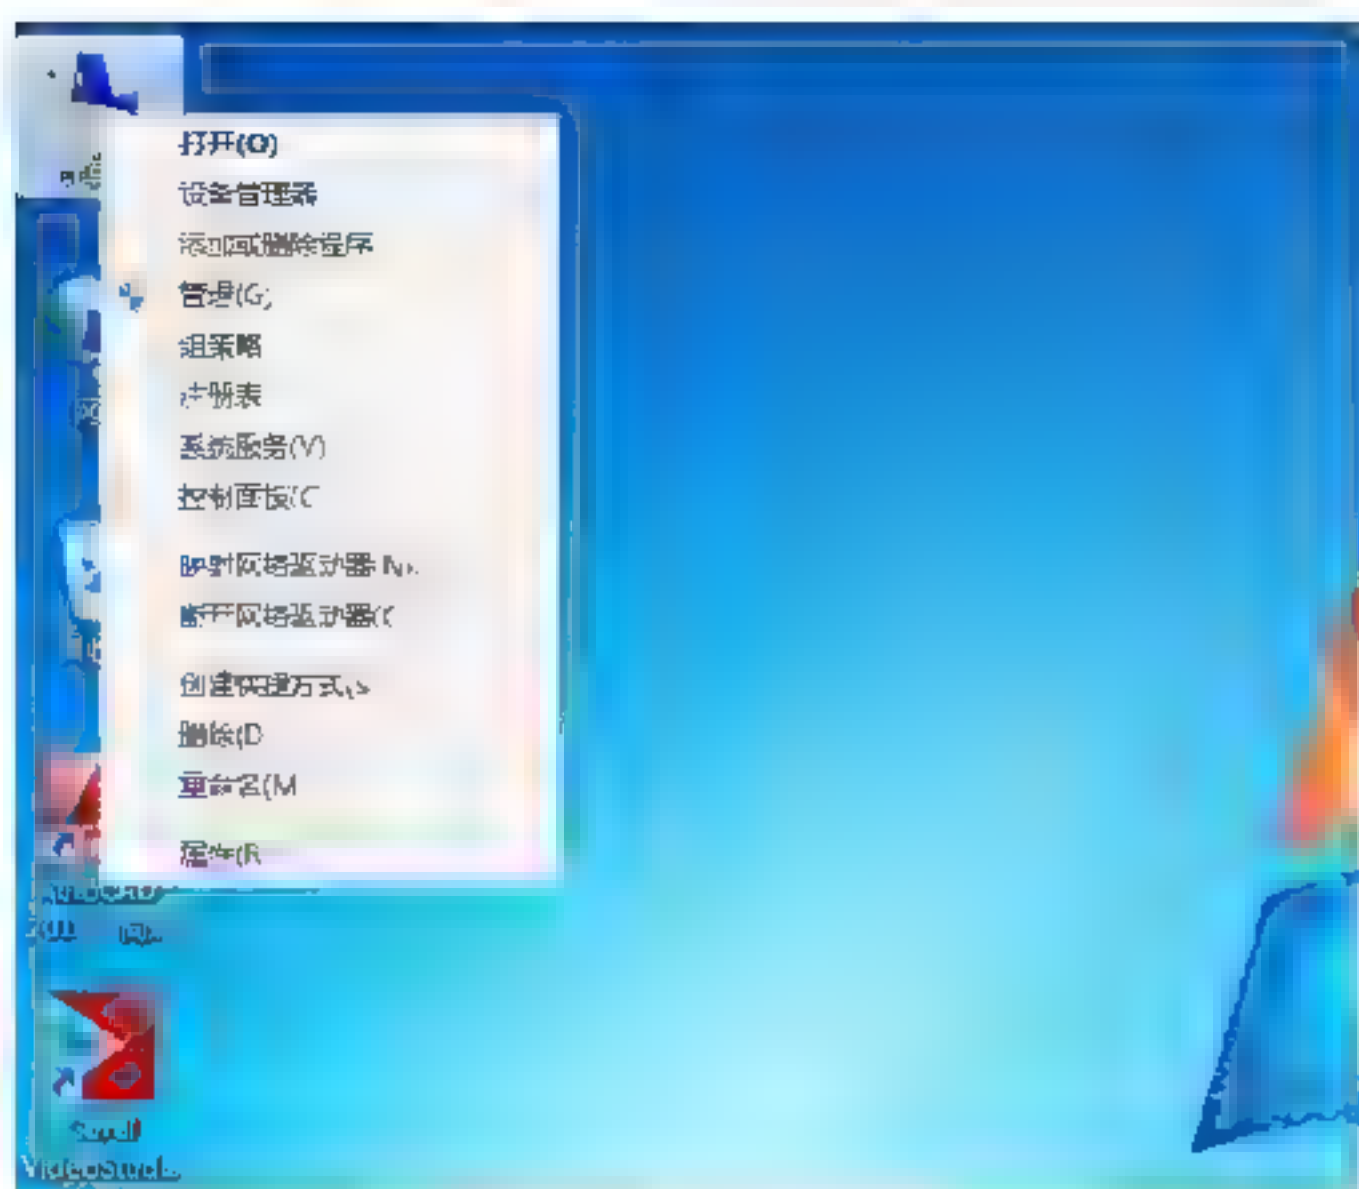 打开(O)
设备管理器
添加或删除程序
管理(G)
组策略
注册表
系统服务(V)
控制面板(C
映射网络驱动器(N)...
断开网络驱动器(C
创建快捷方式(S
删除(D
重命名(M
属性(R
VideoStudi...